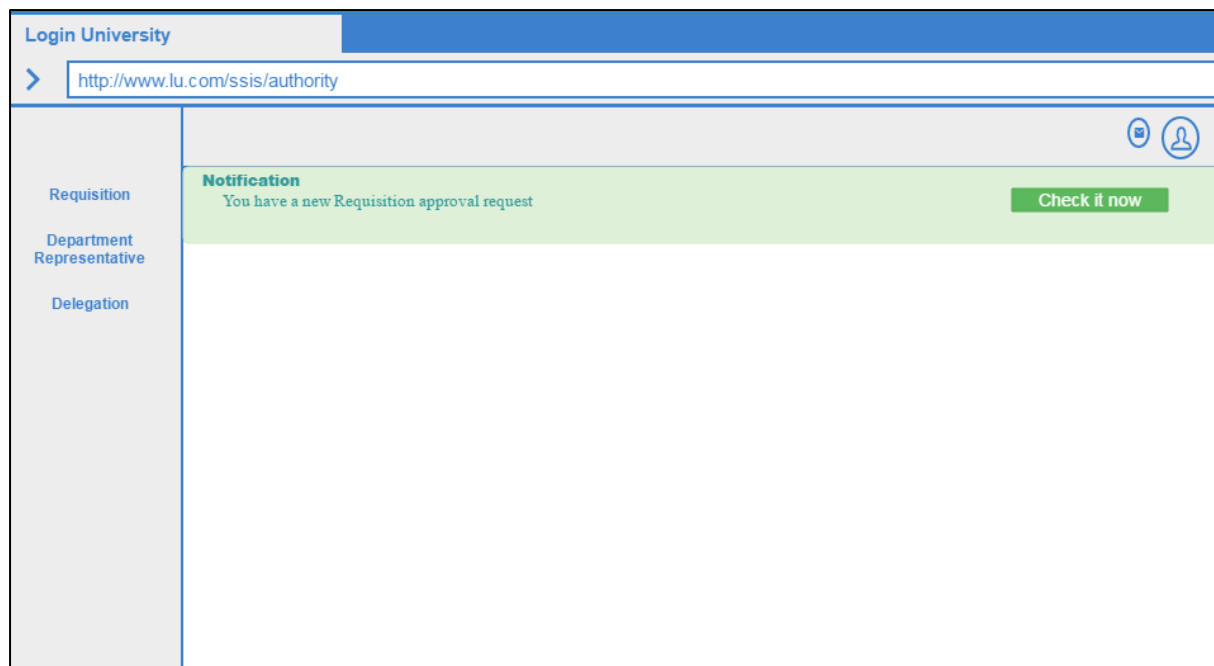 Login University
http://www.lu.com/ssis/authority
Requisition
Department
Representative
Delegation
Notification
You have a new Requisition approval request
Check it now